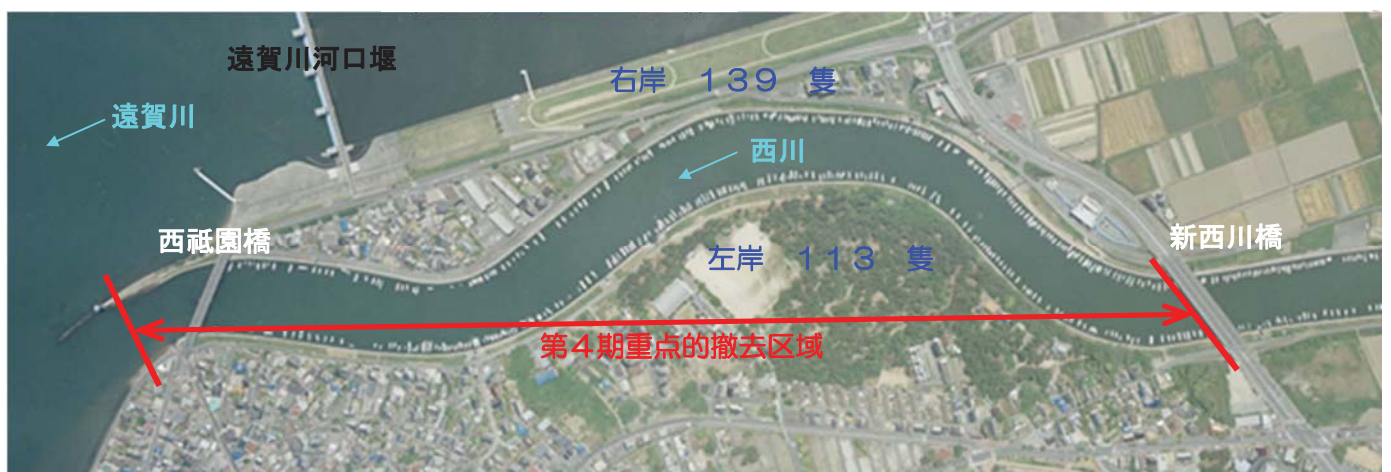 遠賀川河口堰
右岸 １３９ 隻
遠賀川
西川
西祇園橋
新西川橋
左岸 １１３ 隻
第４期重点的撤去区域